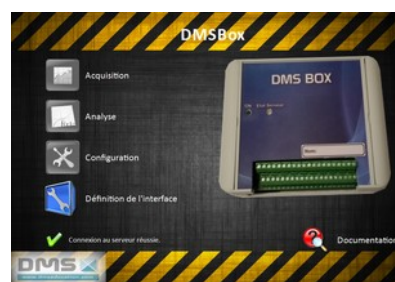 DMSBox
Acquisition
DMS BOX
Analyse
Configuration
Définition de l'interface
Connexion au serveur réussie.
Documentation
DMS